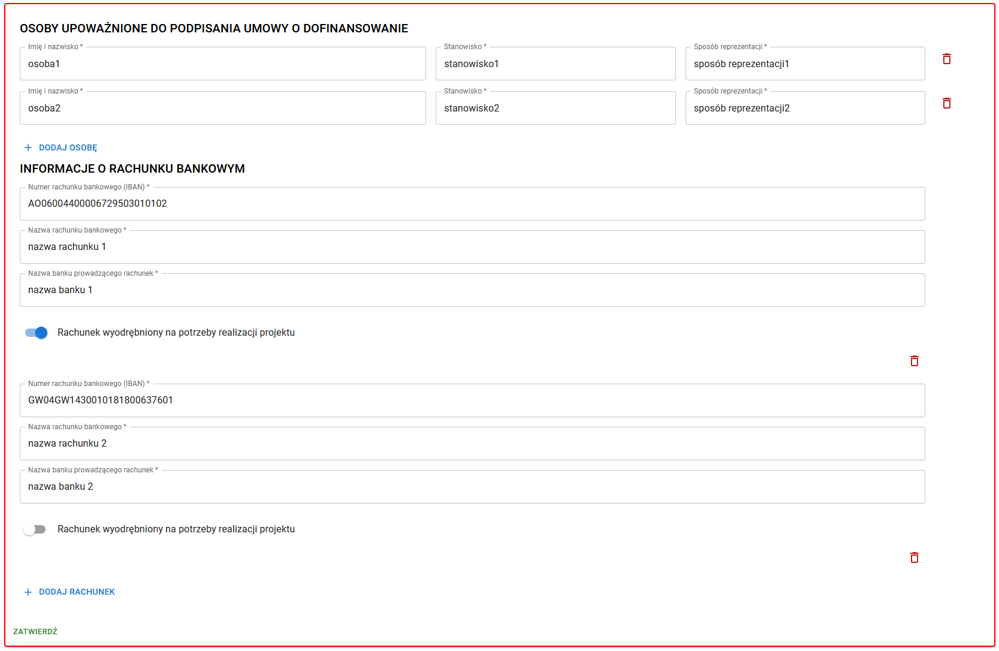 OSOBY UPOWAŻNIONE DO PODPISANIA UMOWY O DOFINANSOWANIE
Imię i nazwisko * Stanowisko * Sposób reprezentacji *
osoba1 stanowisko1 sposób reprezentacji1
Imię i nazwisko * Stanowisko * Sposób reprezentacji *
osoba2 stanowisko2 sposób reprezentacji2
+ DODAJ OSOBĘ
INFORMACJE O RACHUNKU BANKOWYM
Numer rachunku bankowego (IBAN) *
AO06004400006729503010102
Nazwa rachunku bankowego *
nazwa rachunku 1
Nazwa banku prowadzącego rachunek *
nazwa banku 1
Rachunek wyodrębniony na potrzeby realizacji projektu
Numer rachunku bankowego (IBAN) *
GW04GW1430010181800637601
Nazwa rachunku bankowego *
nazwa rachunku 2
Nazwa banku prowadzącego rachunek *
nazwa banku 2
Rachunek wyodrębniony na potrzeby realizacji projektu
+ DODAJ RACHUNEK
ZATWIERDŹ